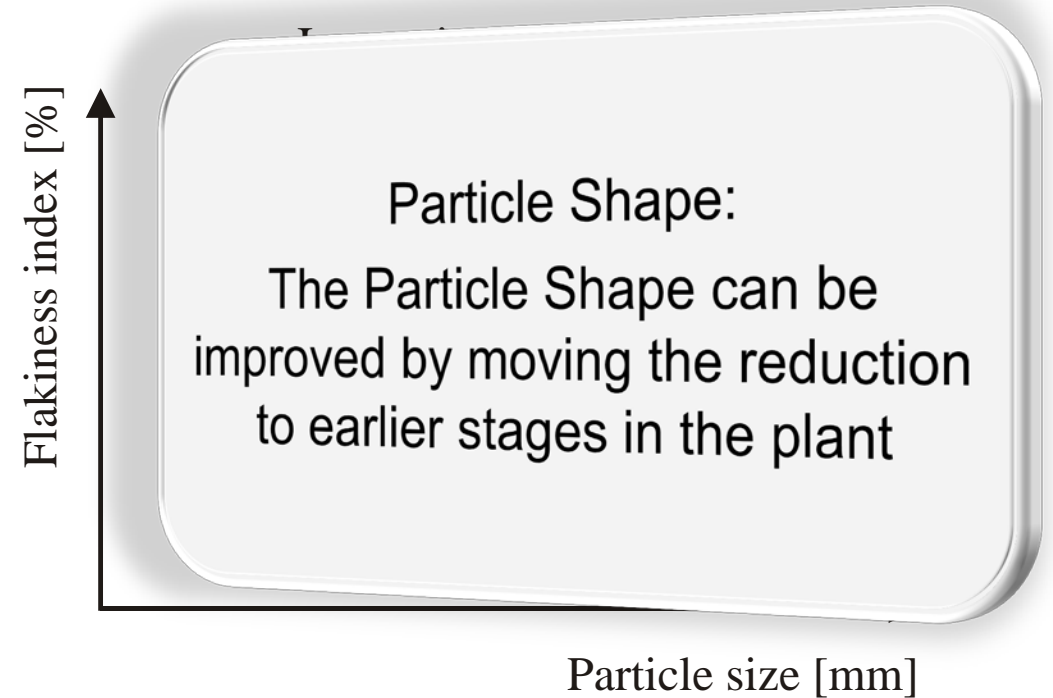 Flakiness index [%]
Particle Shape:
The Particle Shape can be
improved by moving the reduction
to earlier stages in the plant
Particle size [mm]